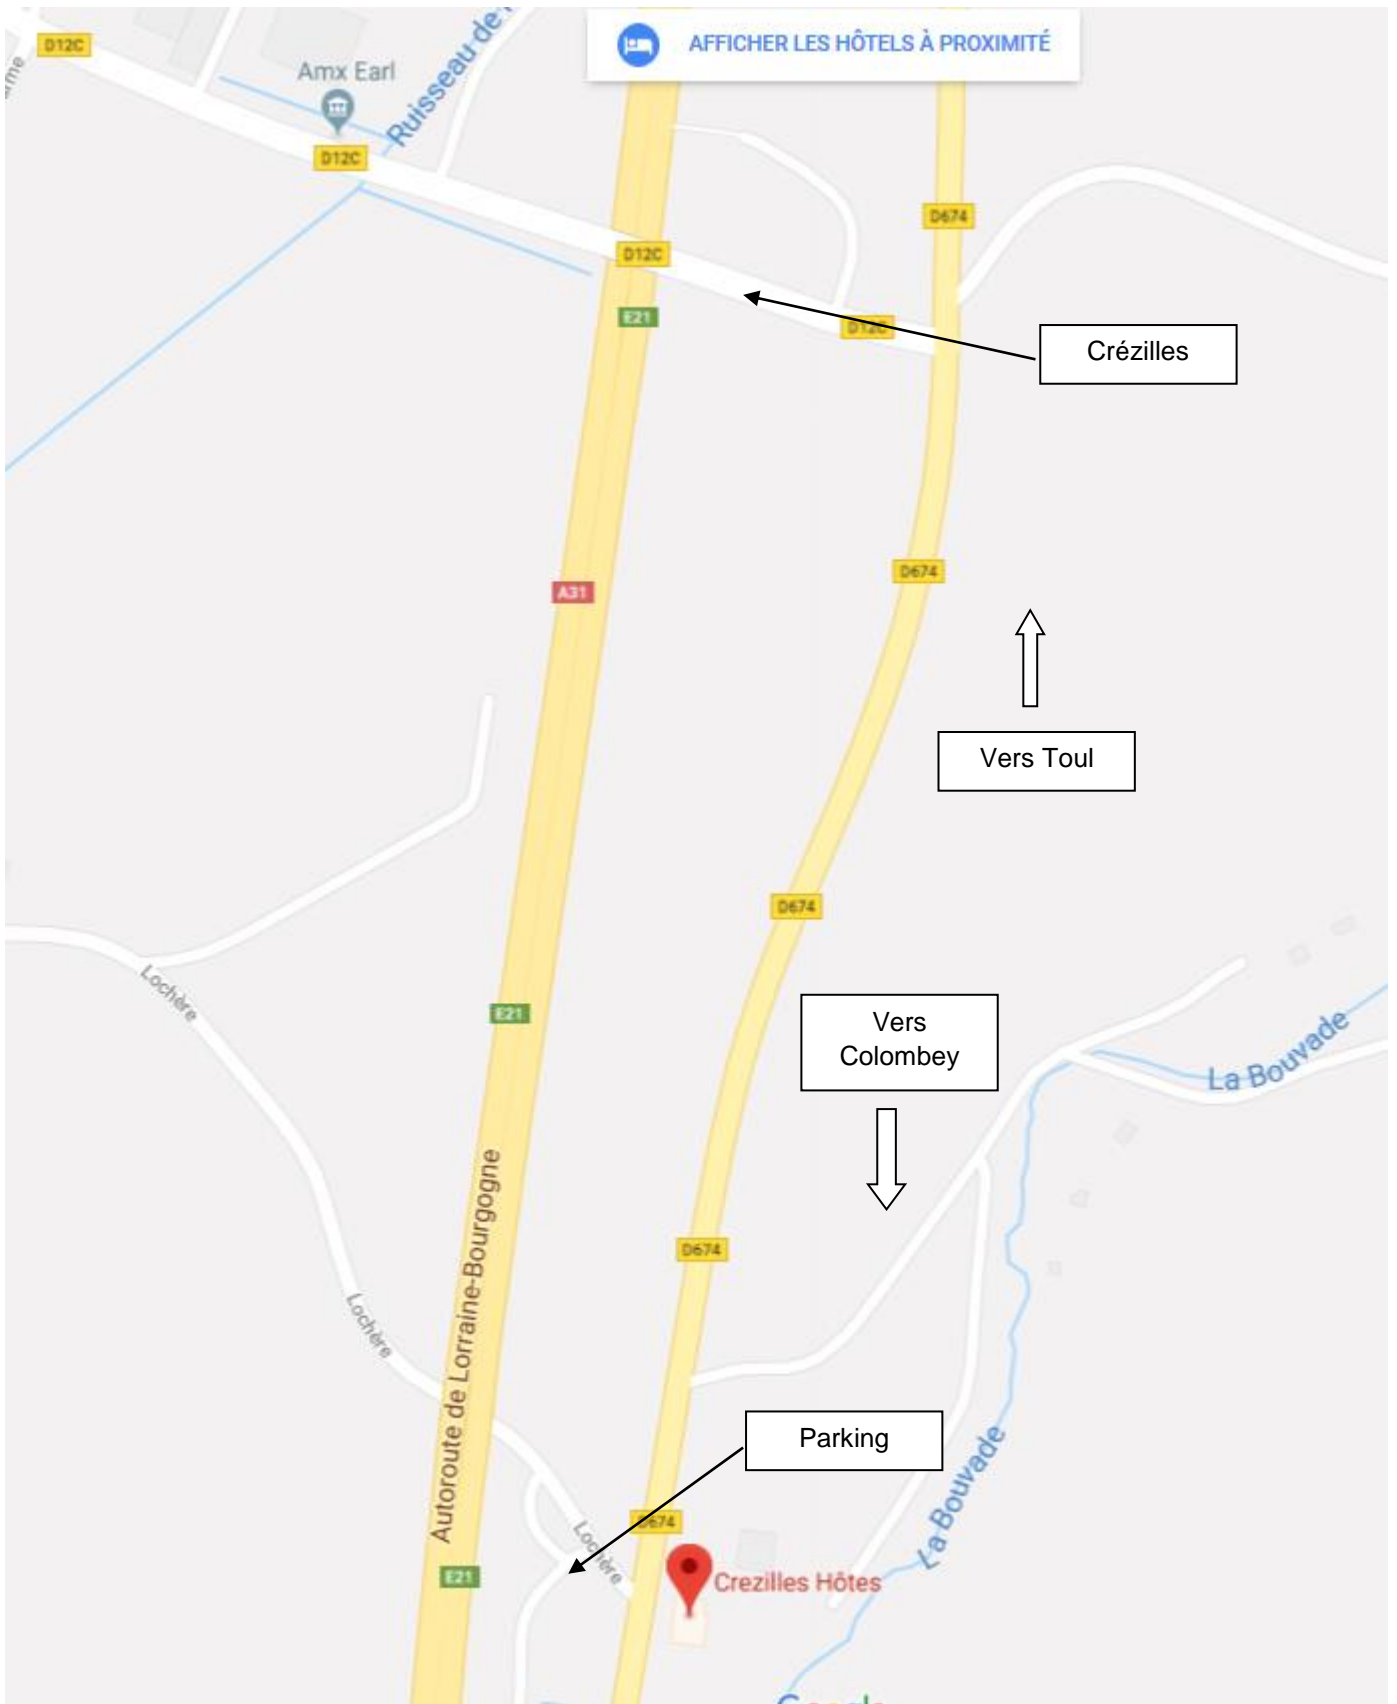 AFFICHER LES HÔTELS À PROXIMITÉ
D12C
Amx Earl
Ruisseau de
D12C
D674
D12C
E21
D12C
Crézilles
A31
D674
Vers Toul
D674
Lochère
E21
Vers
Colombey
La Bouvade
Autoroute de Lorraine-Bourgogne
D674
Lochère
Parking
La Bouvade
D674
Lochère
E21
Crezilles Hôtes